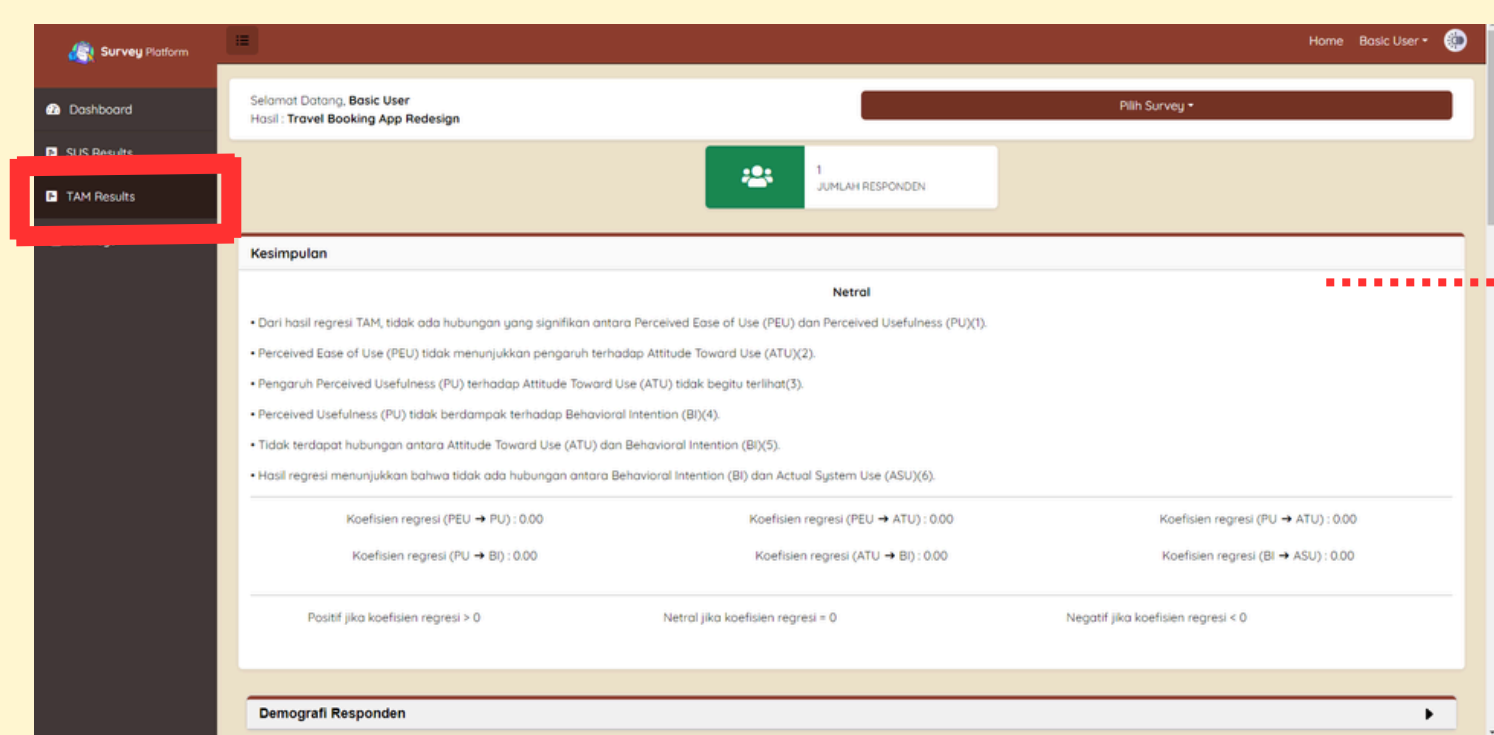 Survey Platform
Home
Basic User
Dashboard
SUS Results
TAM Results
Selamat Datang, Basic User
Hasil : Travel Booking App Redesign
Pilih Survey
1
JUMLAH RESPONDEN
Kesimpulan
Netral
• Dari hasil regresi TAM, tidak ada hubungan yang signifikan antara Perceived Ease of Use (PEU) dan Perceived Usefulness (PU)(1).
• Perceived Ease of Use (PEU) tidak menunjukkan pengaruh terhadap Attitude Toward Use (ATU)(2).
• Pengaruh Perceived Usefulness (PU) terhadap Attitude Toward Use (ATU) tidak begitu terlihat(3).
• Perceived Usefulness (PU) tidak berdampak terhadap Behavioral Intention (BI)(4).
• Tidak terdapat hubungan antara Attitude Toward Use (ATU) dan Behavioral Intention (BI)(5).
• Hasil regresi menunjukkan bahwa tidak ada hubungan antara Behavioral Intention (BI) dan Actual System Use (ASU)(6).
Koefisien regresi (PEU ➔ PU) : 0.00
Koefisien regresi (PEU ➔ ATU) : 0.00
Koefisien regresi (PU ➔ ATU) : 0.00
Koefisien regresi (PU ➔ BI) : 0.00
Koefisien regresi (ATU ➔ BI) : 0.00
Koefisien regresi (BI ➔ ASU) : 0.00
Positif jika koefisien regresi > 0
Netral jika koefisien regresi = 0
Negatif jika koefisien regresi < 0
Demografi Responden